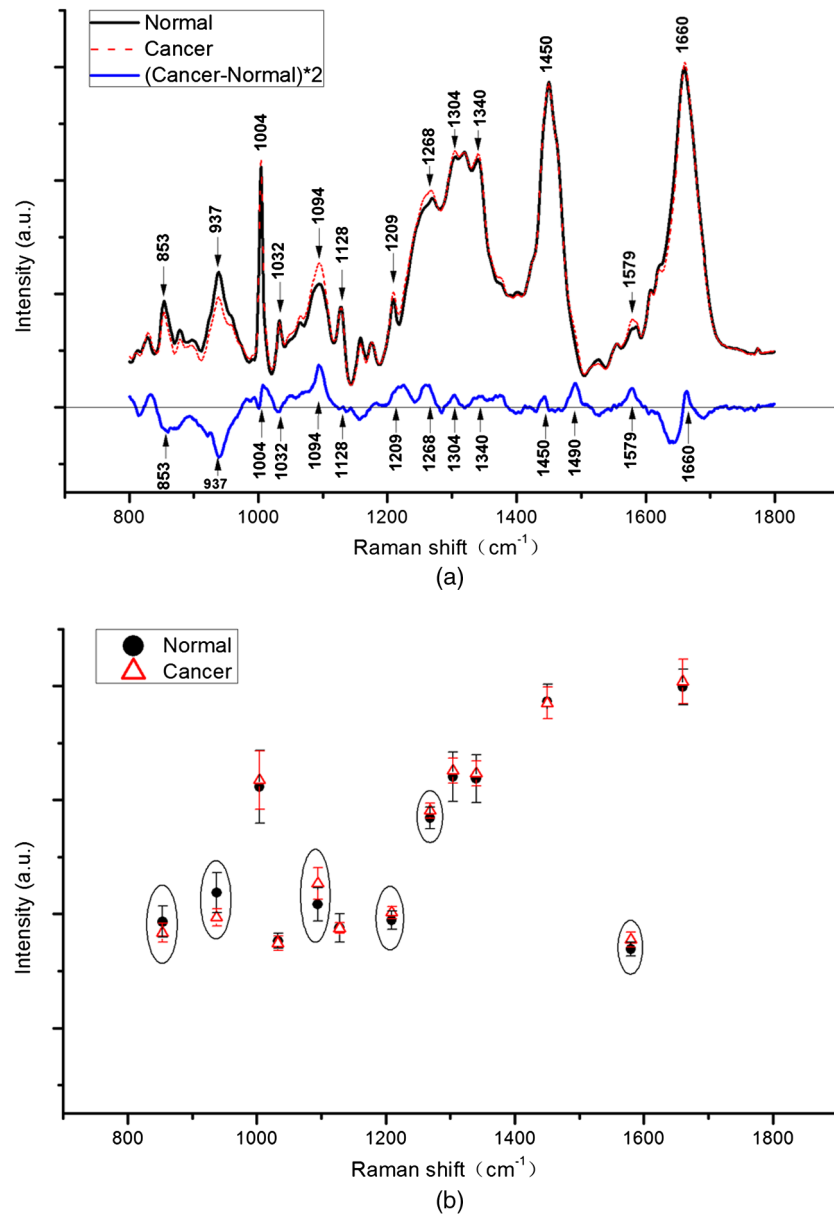 Normal
Cancer
(Cancer-Normal)*2
853
937
1004
1032
1094
1128
1209
1268
1304
1340
1450
1579
1660
Intensity (a.u.)
853
937
1004
1032
1094
1128
1209
1268
1304
1340
1450
1490
1579
1660
800 1000 1200 1400 1600 1800
Raman shift（cm⁻¹）
(a)
Normal
Cancer
Intensity (a.u.)
800 1000 1200 1400 1600 1800
Raman shift（cm⁻¹）
(b)